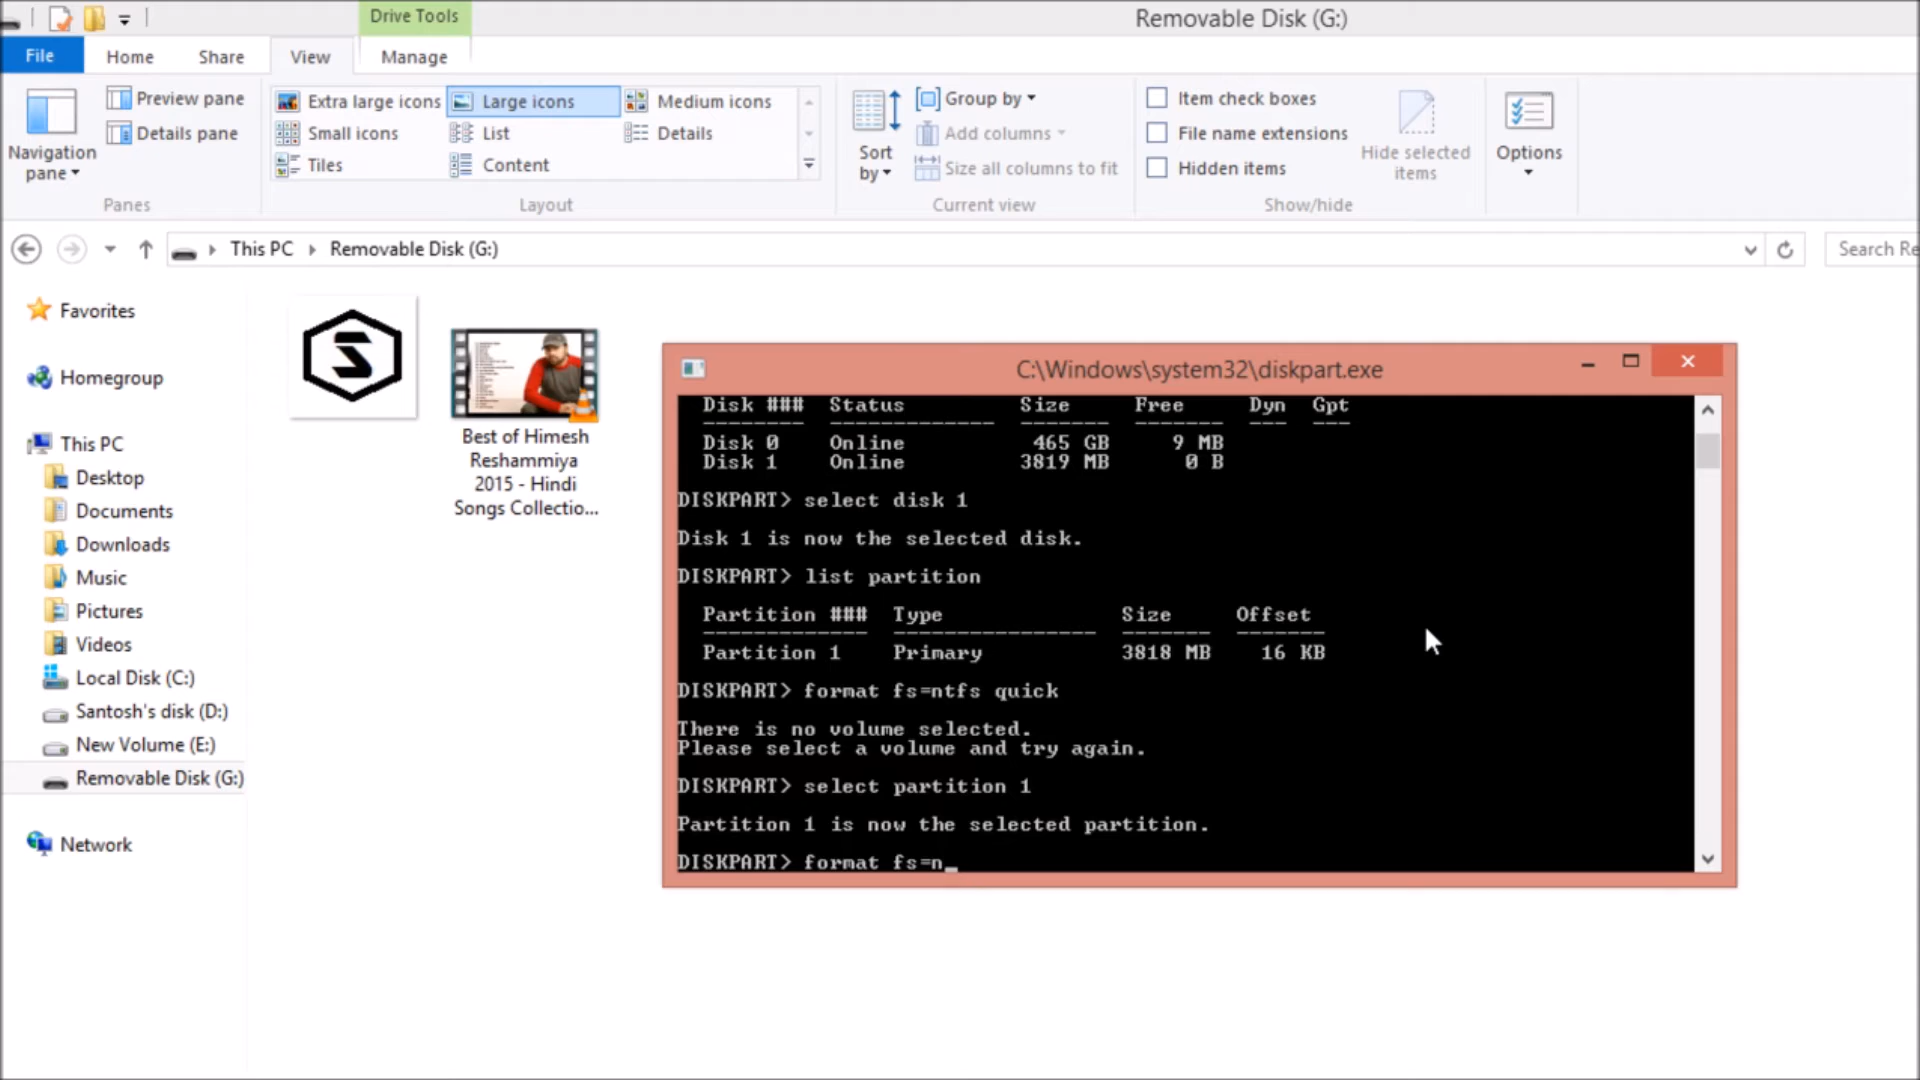 Drive Tools
Removable Disk (G:)
File
Home
Share
View
Manage
Navigation
pane
Preview pane
Details pane
Panes
Extra large icons
Large icons
Medium icons
Small icons
List
Details
Tiles
Content
Layout
Sort
by
Group by
Add columns
Size all columns to fit
Current view
Item check boxes
File name extensions
Hidden items
Hide selected
items
Show/hide
Options
This PC
Removable Disk (G:)
Search Re
Favorites
Homegroup
This PC
Desktop
Documents
Downloads
Music
Pictures
Videos
Local Disk (C:)
Santosh's disk (D:)
New Volume (E:)
Removable Disk (G:)
Network
S
Best of Himesh
Reshammiya
2015 - Hindi
Songs Collectio...
C:\Windows\system32\diskpart.exe
Disk ### Status Size Free Dyn Gpt
-------- ------------- ------- ------- --- ---
Disk 0 Online 465 GB 9 MB
Disk 1 Online 3819 MB 0 B
DISKPART> select disk 1
Disk 1 is now the selected disk.
DISKPART> list partition
Partition ### Type Size Offset
------------- ---------------- ------- -------
Partition 1 Primary 3818 MB 16 KB
DISKPART> format fs=ntfs quick
There is no volume selected.
Please select a volume and try again.
DISKPART> select partition 1
Partition 1 is now the selected partition.
DISKPART> format fs=n_